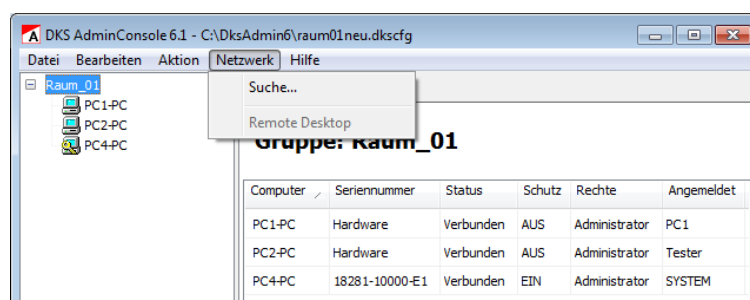 DKS AdminConsole 6.1 - C:\DksAdmin6\raum01neu.dkscfg
Datei Bearbeiten Aktion Netzwerk Hilfe
Raum_01
PC1-PC
PC2-PC
PC4-PC
Suche...
Remote Desktop
Gruppe: Raum_01
Computer Seriennummer Status Schutz Rechte Angemeldet
PC1-PC Hardware Verbunden AUS Administrator PC1
PC2-PC Hardware Verbunden AUS Administrator Tester
PC4-PC 18281-10000-E1 Verbunden EIN Administrator SYSTEM